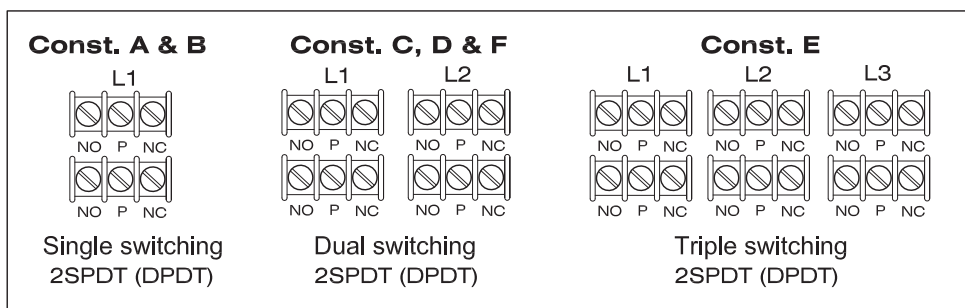 Const. A & B
L1
NO P NC
NO P NC
Single switching
2SPDT (DPDT)
Const. C, D & F
L1 L2
NO P NC NO P NC
NO P NC NO P NC
Dual switching
2SPDT (DPDT)
Const. E
L1 L2 L3
NO P NC NO P NC NO P NC
NO P NC NO P NC NO P NC
Triple switching
2SPDT (DPDT)